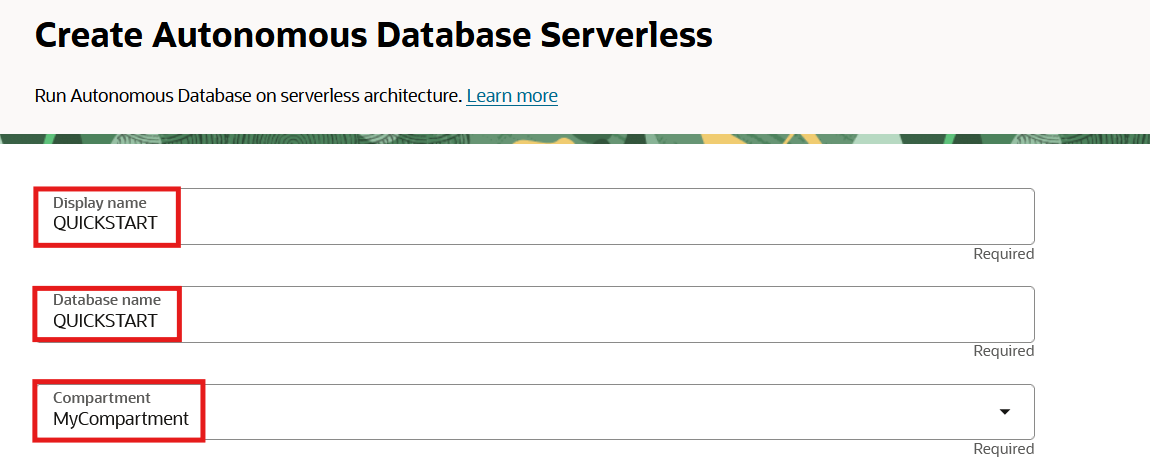 Create Autonomous Database Serverless
Run Autonomous Database on serverless architecture. Learn more
Display name
QUICKSTART
Required
Database name
QUICKSTART
Required
Compartment
MyCompartment
Required